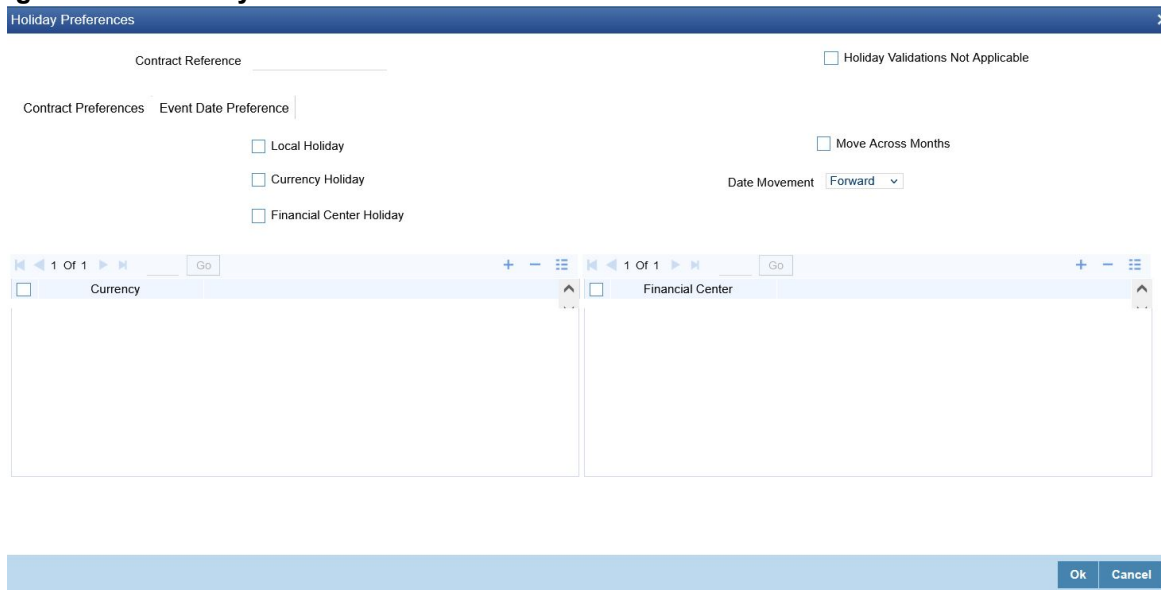 Holiday Preferences
Contract Reference
Holiday Validations Not Applicable
Contract Preferences Event Date Preference
Local Holiday
Move Across Months
Currency Holiday
Date Movement Forward
Financial Center Holiday
1 Of 1 Go
1 Of 1 Go
Currency
Financial Center
Ok Cancel